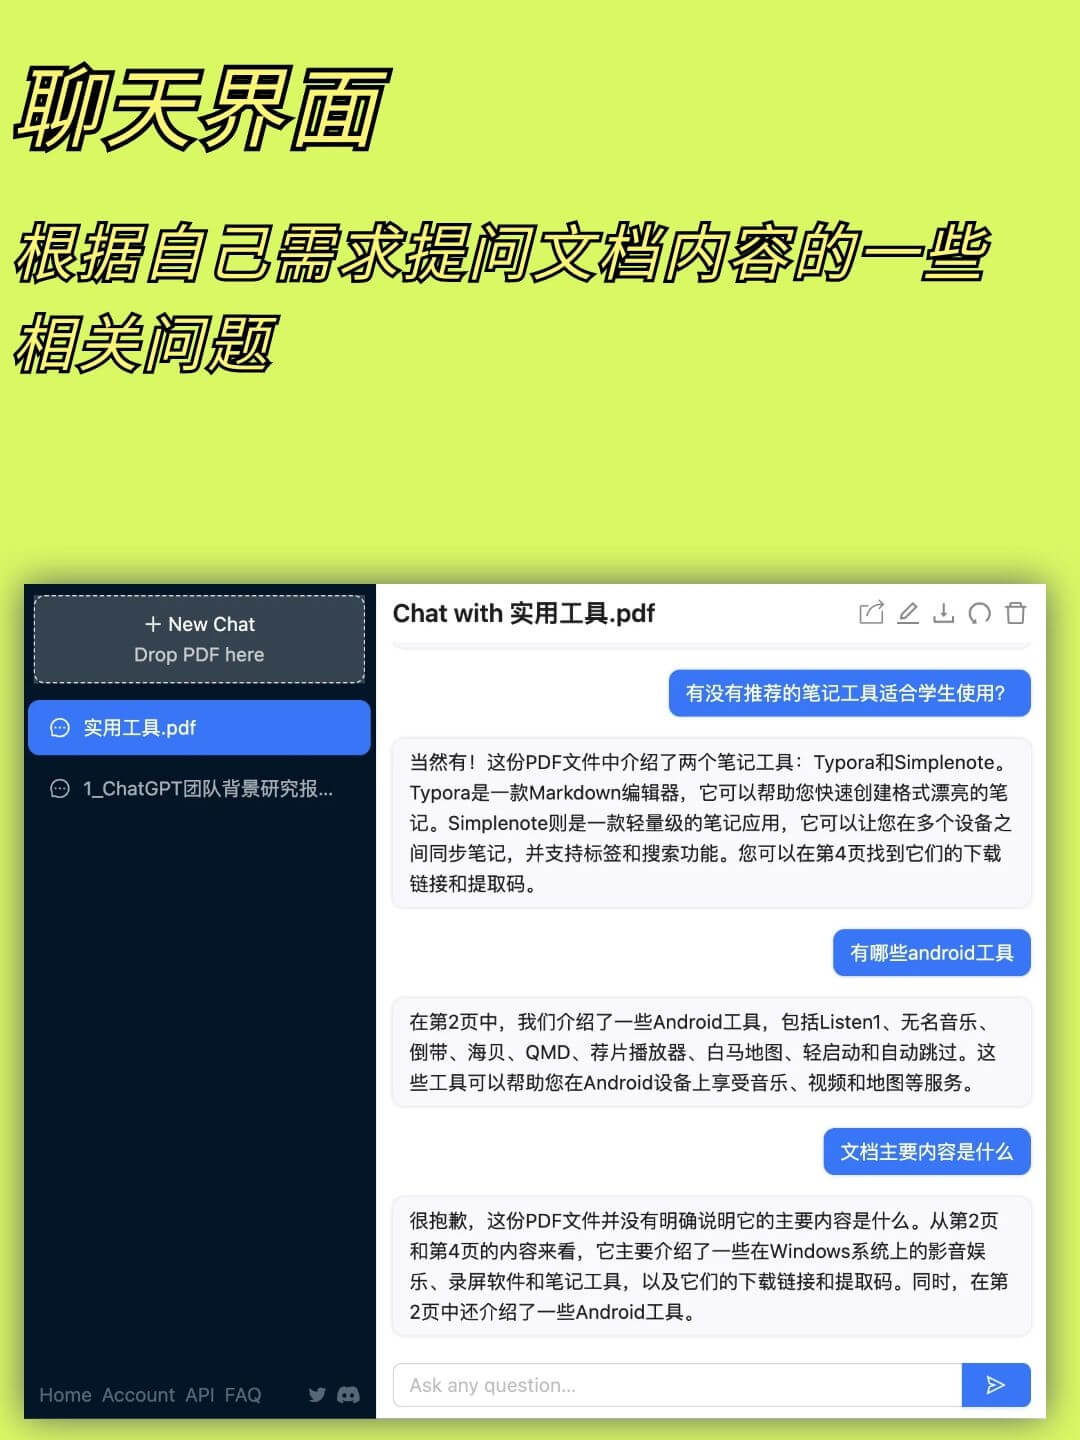 聊天界面
根据自己需求提问文档内容的一些
相关问题
+ New Chat
Drop PDF here
实用工具.pdf
1_ChatGPT团队背景研究报...
Home Account API FAQ
Chat with 实用工具.pdf
有没有推荐的笔记工具适合学生使用?
当然有！这份PDF文件中介绍了两个笔记工具：Typora和Simplenote。
Typora是一款Markdown编辑器，它可以帮助您快速创建格式漂亮的笔
记。Simplenote则是一款轻量级的笔记应用，它可以让您在多个设备之
间同步笔记，并支持标签和搜索功能。您可以在第4页找到它们的下载
链接和提取码。
有哪些android工具
在第2页中，我们介绍了一些Android工具，包括Listen1、无名音乐、
倒带、海贝、QMD、荐片播放器、白马地图、轻启动和自动跳过。这
些工具可以帮助您在Android设备上享受音乐、视频和地图等服务。
文档主要内容是什么
很抱歉，这份PDF文件并没有明确说明它的主要内容是什么。从第2页
和第4页的内容来看，它主要介绍了一些在Windows系统上的影音娱
乐、录屏软件和笔记工具，以及它们的下载链接和提取码。同时，在第
2页中还介绍了一些Android工具。
Ask any question...